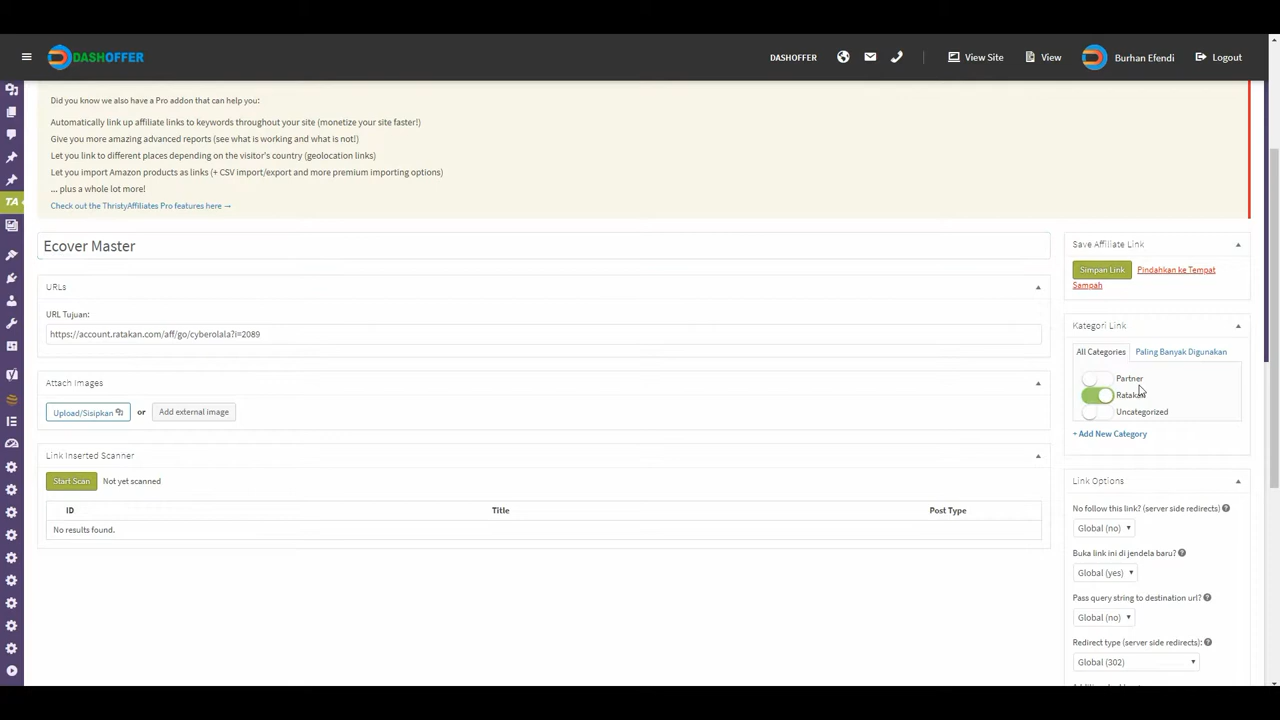 DASHOFFER
DASHOFFER
View Site
View
Burhan Efendi
Logout
Did you know we also have a Pro addon that can help you:
Automatically link up affiliate links to keywords throughout your site (monetize your site faster!)
Give you more amazing advanced reports (see what is working and what is not!)
Let you link to different places depending on the visitor's country (geolocation links)
Let you import Amazon products as links (+ CSV import/export and more premium importing options)
... plus a whole lot more!
Check out the ThirstyAffiliates Pro features here →
TA
Ecover Master
URLs
URL Tujuan:
https://account.ratakan.com/aff/go/cyberolala?i=2089
Attach Images
Upload/Sisipkan or Add external image
Link Inserted Scanner
Start Scan Not yet scanned
ID Title Post Type
No results found.
Save Affiliate Link
Simpan Link Pindahkan ke Tempat
Sampah
Kategori Link
All Categories Paling Banyak Digunakan
Partner
Ratakan
Uncategorized
+ Add New Category
Link Options
No follow this link? (server side redirects)
Global (no)
Buka link ini di jendela baru?
Global (yes)
Pass query string to destination url?
Global (no)
Redirect type (server side redirects):
Global (302)